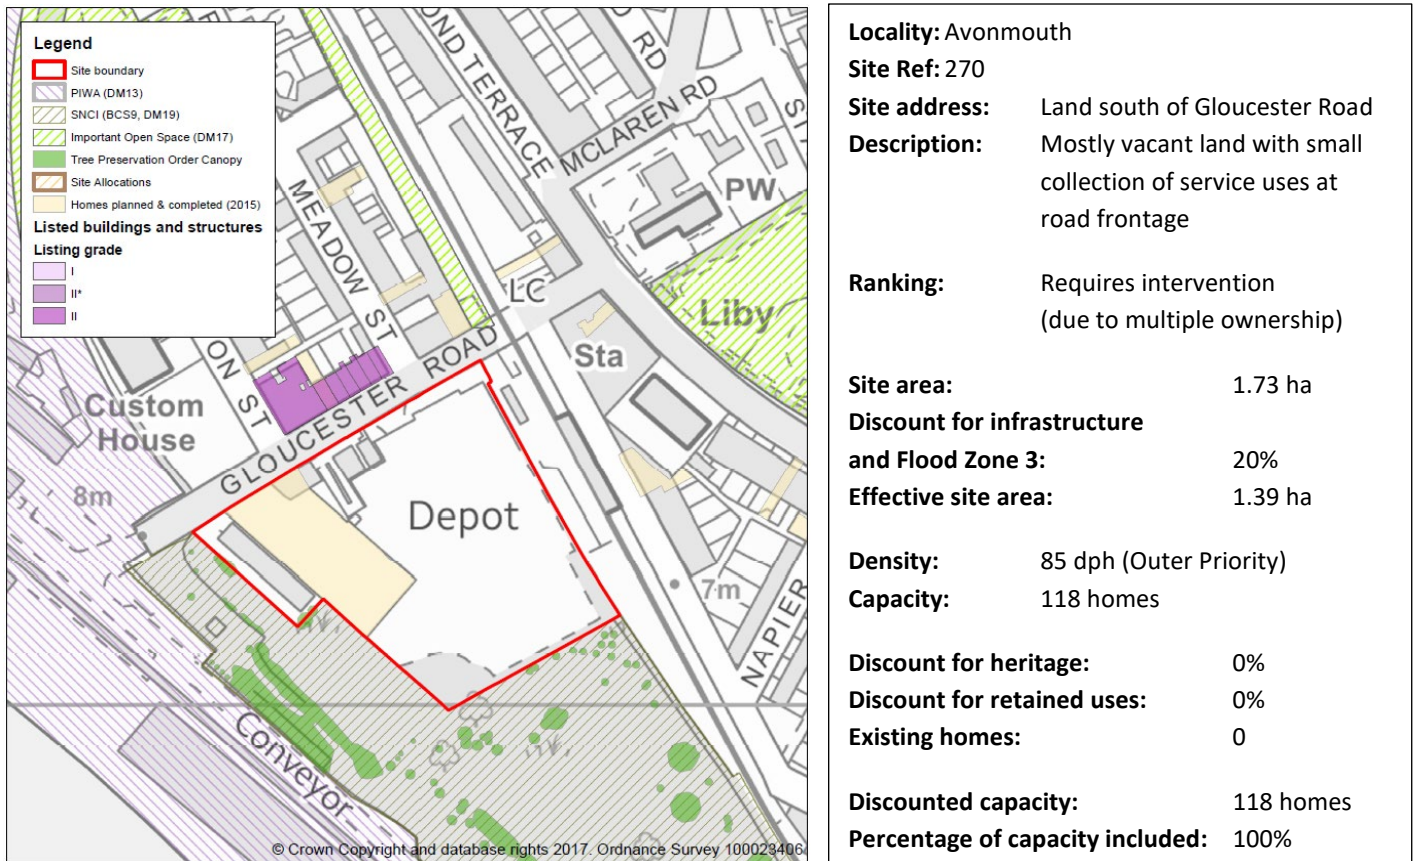 Legend
Site boundary
PIWA (DM13)
SNCI (BCS9, DM19)
Important Open Space (DM17)
Tree Preservation Order Canopy
Site Allocations
Homes planned & completed (2015)
Listed buildings and structures
Listing grade
I
II*
II
OND TERRACE
RD
MCLAREN RD
ST
PW
MEADOW ST
LC
Liby
ON ST
GLOUCESTER ROAD
Sta
Custom
House
8m
Depot
7m
NAPIER
Conveyor
© Crown Copyright and database rights 2017. Ordnance Survey 100023406
Locality: Avonmouth
Site Ref: 270
Site address: Land south of Gloucester Road
Description: Mostly vacant land with small
collection of service uses at
road frontage
Ranking: Requires intervention
(due to multiple ownership)
Site area: 1.73 ha
Discount for infrastructure
and Flood Zone 3: 20%
Effective site area: 1.39 ha
Density: 85 dph (Outer Priority)
Capacity: 118 homes
Discount for heritage: 0%
Discount for retained uses: 0%
Existing homes: 0
Discounted capacity: 118 homes
Percentage of capacity included: 100%